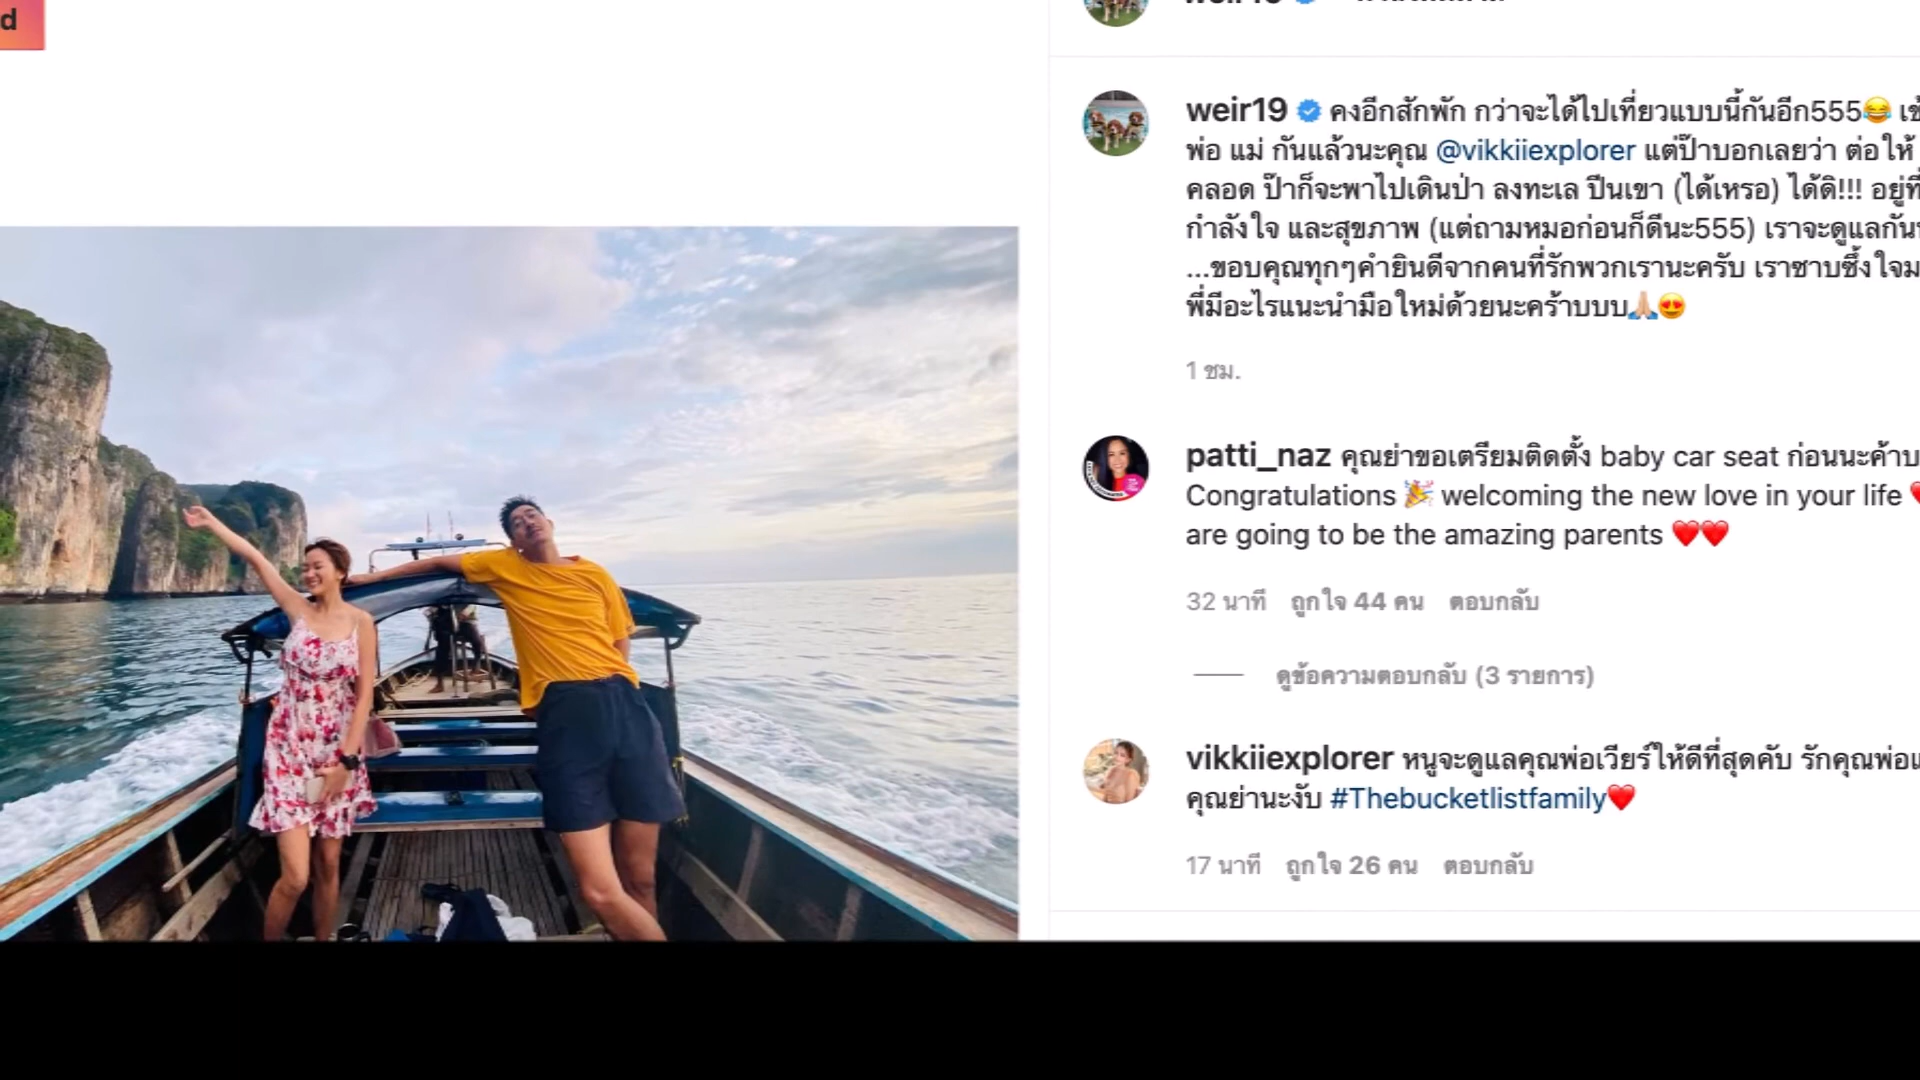 d
weir19
weir19 คงอีกสักพัก กว่าจะได้ไปเที่ยวแบบนี้กันอีก555😂
พ่อ แม่ กันแล้วนะคุณ @vikkiiexplorer แต่ป๊าบอกเลยว่า ต่อให้
คลอด ป๊าก็จะพาไปเดินป่า ลงทะเล ปีนเขา (ได้เหรอ) ได้ดิ!!! อยู่ที่
กำลังใจ และสุขภาพ (แต่ถามหมอก่อนก็ดีนะ555) เราจะดูแลกัน
...ขอบคุณทุกๆคำยินดีจากคนที่รักพวกเรานะครับ เราซาบซึ้งใจ
พี่มีอะไรแนะนำมือใหม่ด้วยนะคร้าบบบ🙏🏻😍
1 ชม.
patti_naz คุณย่าขอเตรียมติดตั้ง baby car seat ก่อนนะค้าบ
Congratulations 🎉 welcoming the new love in your life
are going to be the amazing parents ❤️❤️
32 นาที ถูกใจ 44 คน ตอบกลับ
ดูข้อความตอบกลับ (3 รายการ)
vikkiiexplorer หนูจะดูแลคุณพ่อเวียร์ให้ดีที่สุดคับ รักคุณพ่อ
คุณย่านะงับ #Thebucketlistfamily❤️
17 นาที ถูกใจ 26 คน ตอบกลับ